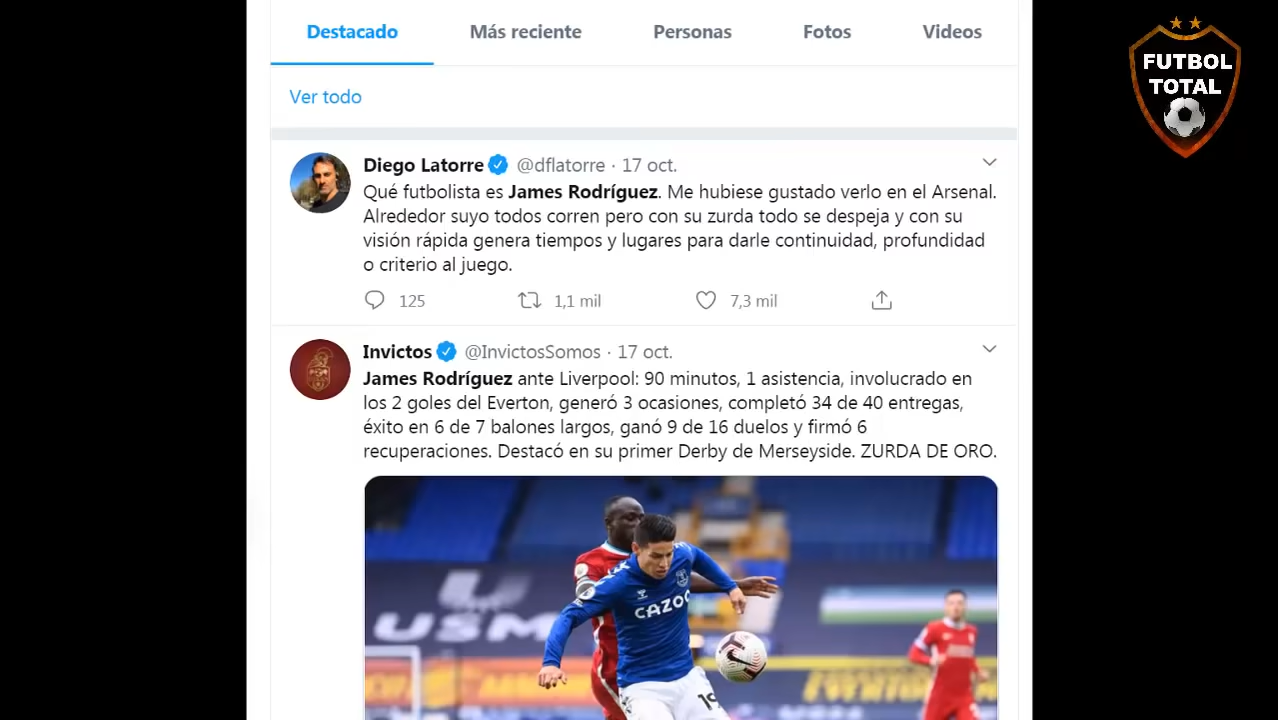 Destacado Más reciente Personas Fotos Videos
FUTBOL
TOTAL
Ver todo
Diego Latorre @dflatorre · 17 oct.
Qué futbolista es James Rodríguez. Me hubiese gustado verlo en el Arsenal.
Alrededor suyo todos corren pero con su zurda todo se despeja y con su
visión rápida genera tiempos y lugares para darle continuidad, profundidad
o criterio al juego.
125 1,1 mil 7,3 mil
Invictos @InvictosSomos · 17 oct.
James Rodríguez ante Liverpool: 90 minutos, 1 asistencia, involucrado en
los 2 goles del Everton, generó 3 ocasiones, completó 34 de 40 entregas,
éxito en 6 de 7 balones largos, ganó 9 de 16 duelos y firmó 6
recuperaciones. Destacó en su primer Derby de Merseyside. ZURDA DE ORO.
USM
CAZOO
19